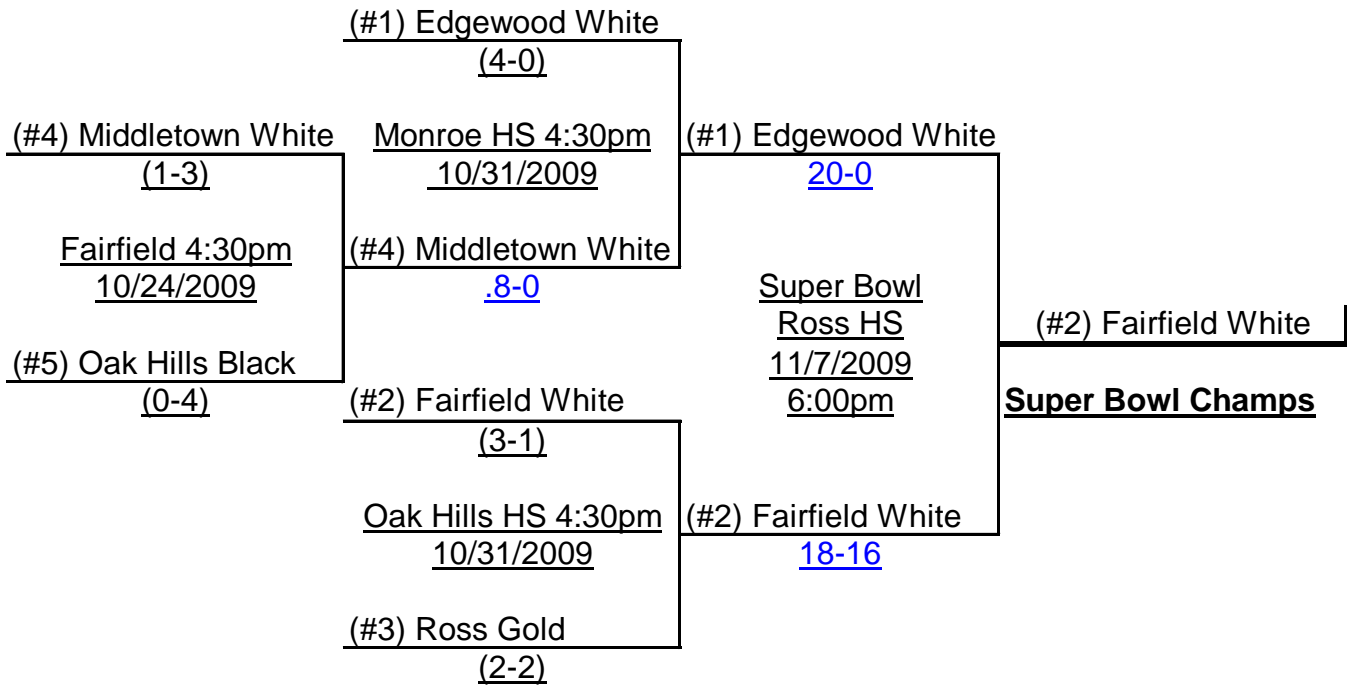 (#1) Edgewood White
(4-0)
(#4) Middletown White
(1-3)
Monroe HS 4:30pm
10/31/2009
(#1) Edgewood White
20-0
Fairfield 4:30pm
10/24/2009
(#4) Middletown White
.8-0
Super Bowl
Ross HS
11/7/2009
6:00pm
(#2) Fairfield White
Super Bowl Champs
(#5) Oak Hills Black
(0-4)
(#2) Fairfield White
(3-1)
Oak Hills HS 4:30pm
10/31/2009
(#2) Fairfield White
18-16
(#3) Ross Gold
(2-2)